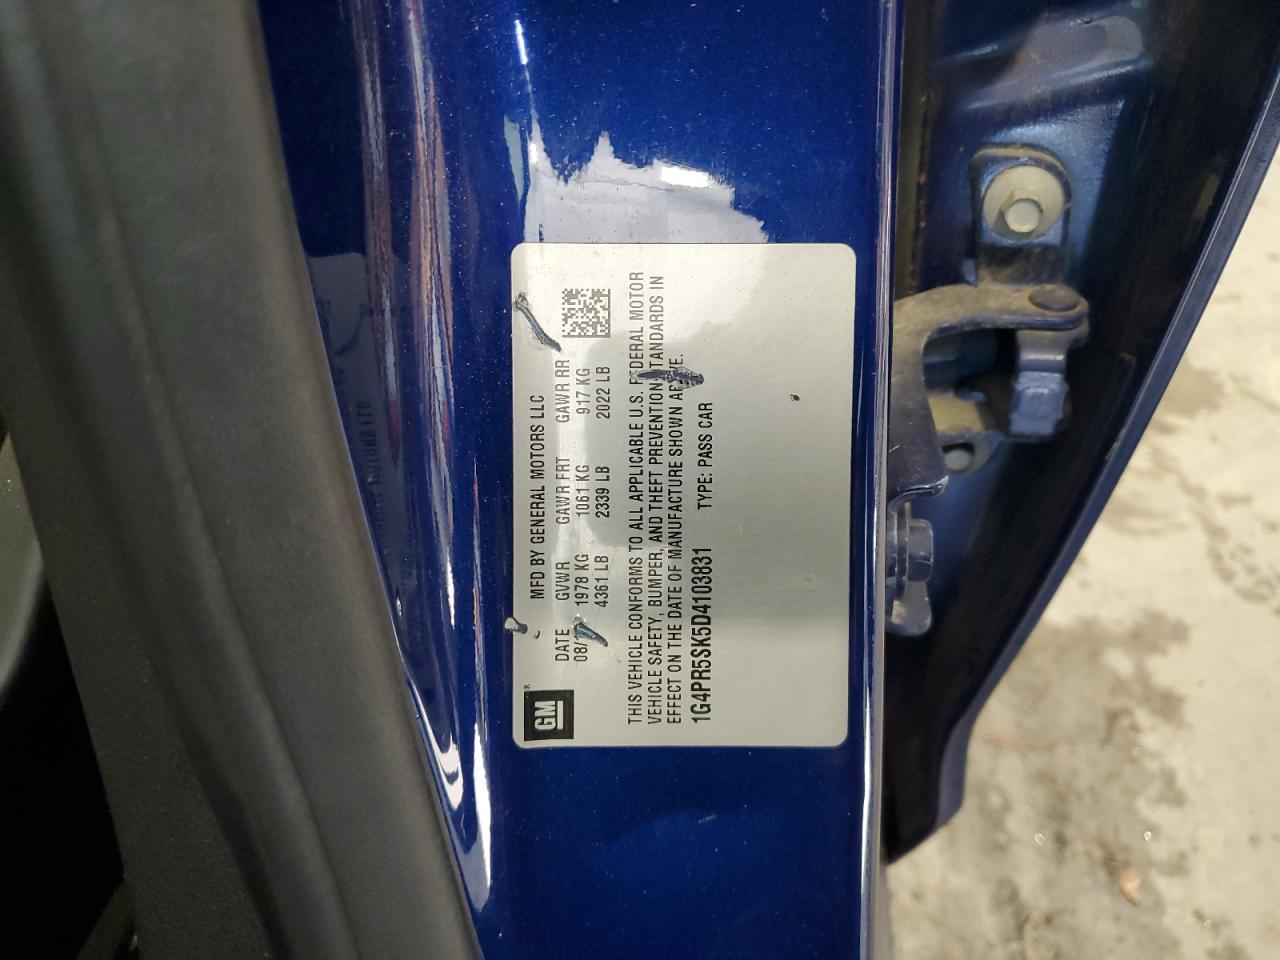 GM ®
MFD BY GENERAL MOTORS LLC
DATE GVWR GAWR FRT GAWR RR
08/ 1978 KG 1061 KG 917 KG
4361 LB 2339 LB 2022 LB
THIS VEHICLE CONFORMS TO ALL APPLICABLE U.S. FEDERAL MOTOR
VEHICLE SAFETY, BUMPER, AND THEFT PREVENTION STANDARDS IN
EFFECT ON THE DATE OF MANUFACTURE SHOWN ABOVE.
1G4PR5SK5D4103831 TYPE: PASS CAR